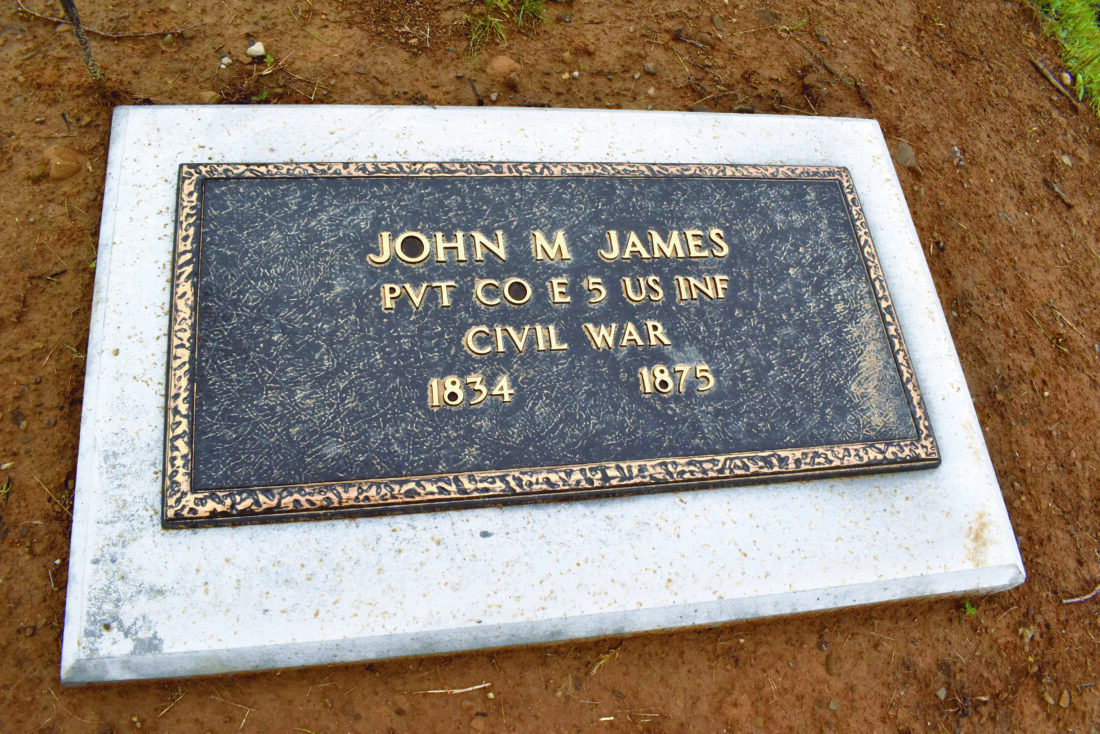 JOHN M JAMES
PVT CO E 5 US INF
CIVIL WAR
1834 1875